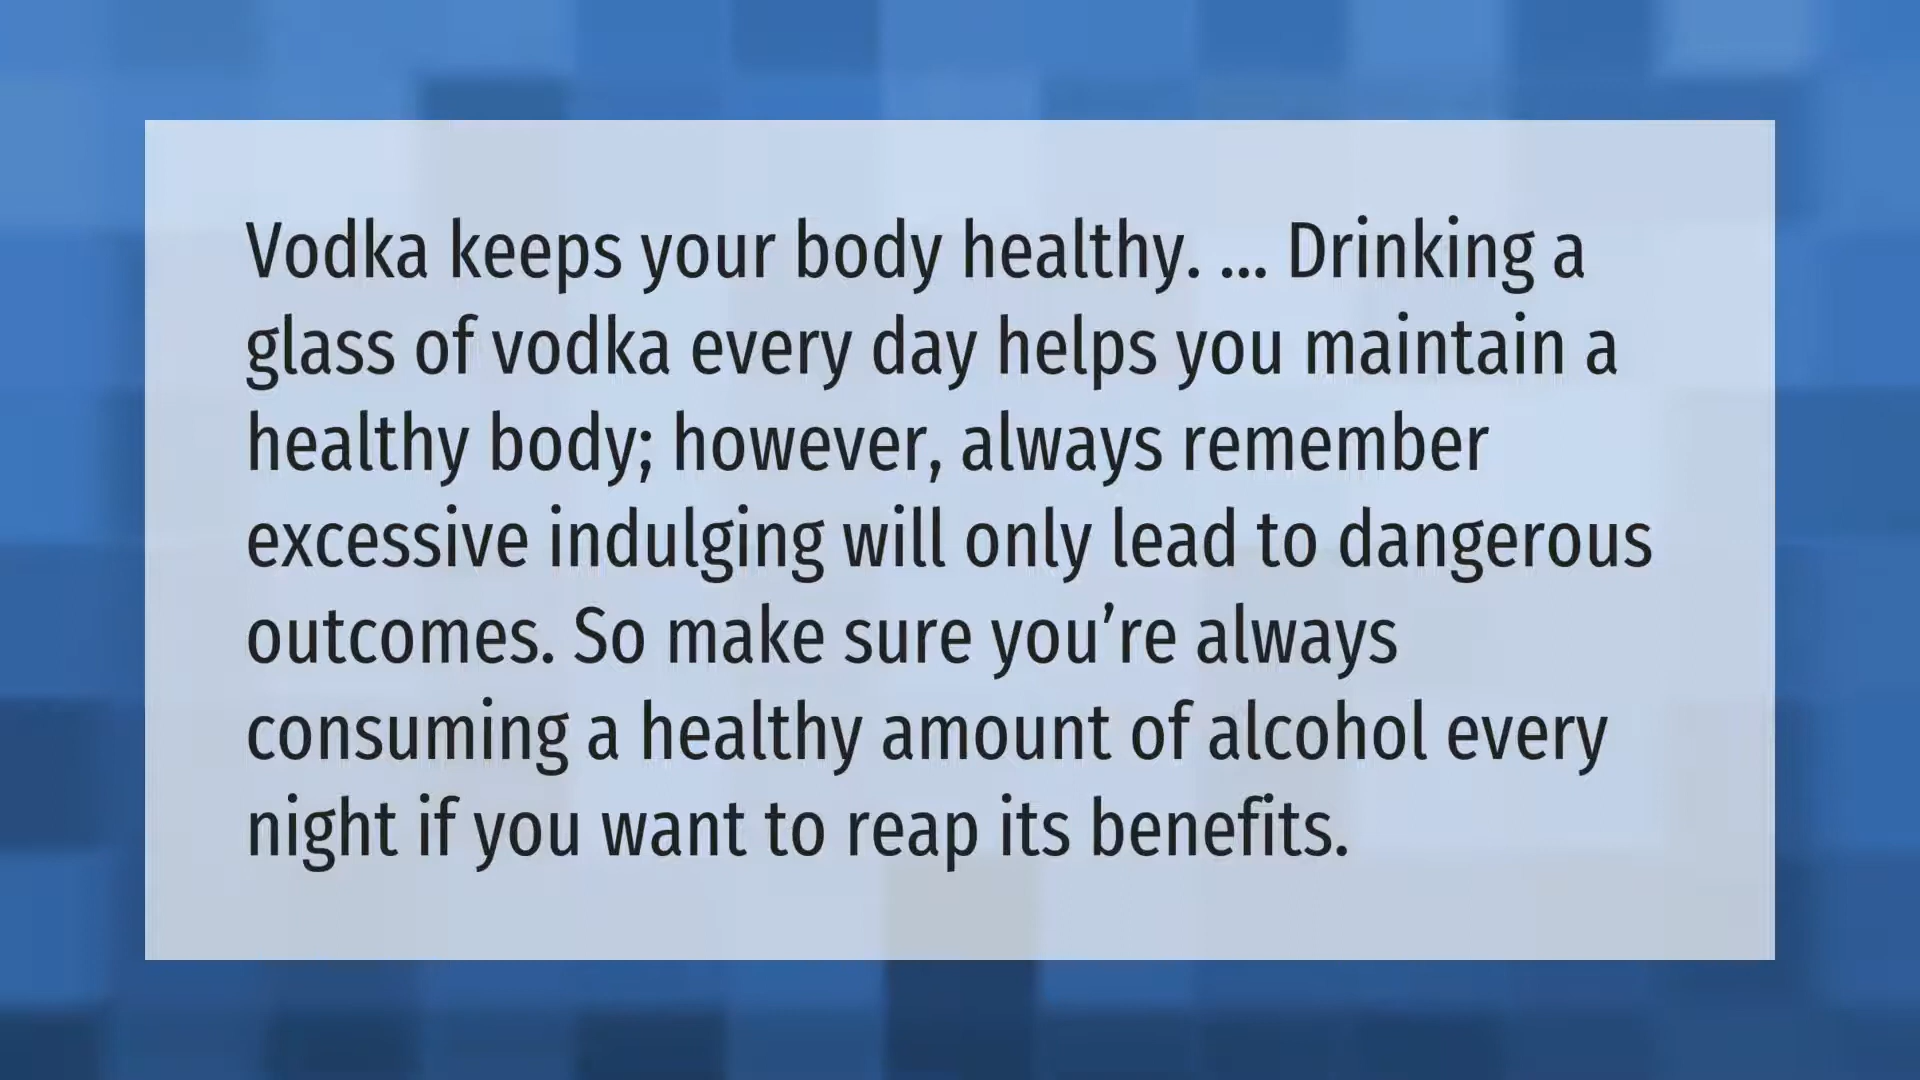 Vodka keeps your body healthy. ... Drinking a
glass of vodka every day helps you maintain a
healthy body; however, always remember
excessive indulging will only lead to dangerous
outcomes. So make sure you’re always
consuming a healthy amount of alcohol every
night if you want to reap its benefits.